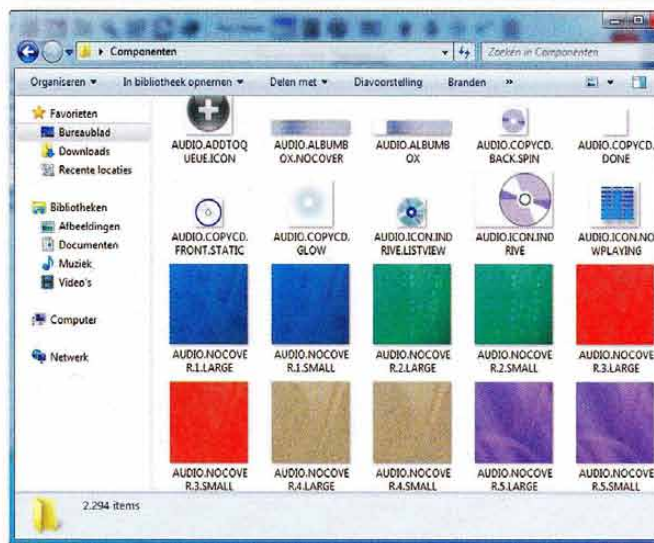 Componenten
Zoeken in Componenten
Organiseren
In bibliotheek opnemen
Delen met
Diavoorstelling
Branden
»
Favorieten
Bureaublad
Downloads
Recente locaties
Bibliotheken
Afbeeldingen
Documenten
Muziek
Video's
Computer
Netwerk
AUDIO.ADDTOQ
UEUE.ICON
AUDIO.ALBUMB
OX.NOCOVER
AUDIO.ALBUMB
OX
AUDIO.COPYCD.
BACK.SPIN
AUDIO.COPYCD.
DONE
AUDIO.COPYCD.
FRONT.STATIC
AUDIO.COPYCD.
GLOW
AUDIO.ICON.IND
RIVE.LISTVIEW
AUDIO.ICON.IND
RIVE
AUDIO.ICON.NO
WPLAYING
AUDIO.NOCOVE
R.1.LARGE
AUDIO.NOCOVE
R.1.SMALL
AUDIO.NOCOVE
R.2.LARGE
AUDIO.NOCOVE
R.2.SMALL
AUDIO.NOCOVE
R.3.LARGE
AUDIO.NOCOVE
R.3.SMALL
AUDIO.NOCOVE
R.4.LARGE
AUDIO.NOCOVE
R.4.SMALL
AUDIO.NOCOVE
R.5.LARGE
AUDIO.NOCOVE
R.5.SMALL
2.294 items